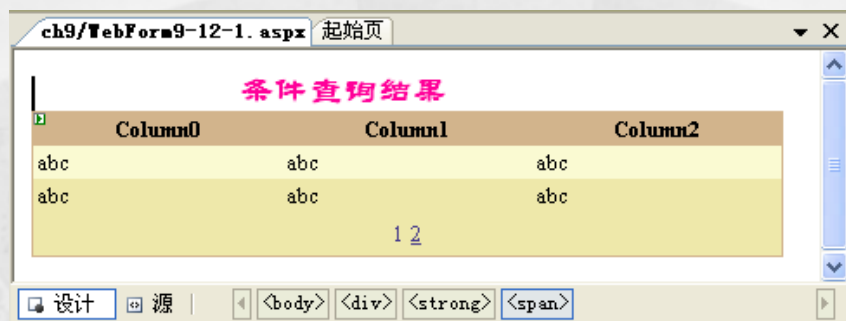 ch9/WebForm9-12-1.aspx 起始页
条件查询结果
Column0 Column1 Column2
abc abc abc
abc abc abc
1 2
设计 源 <body> <div> <strong> <span>